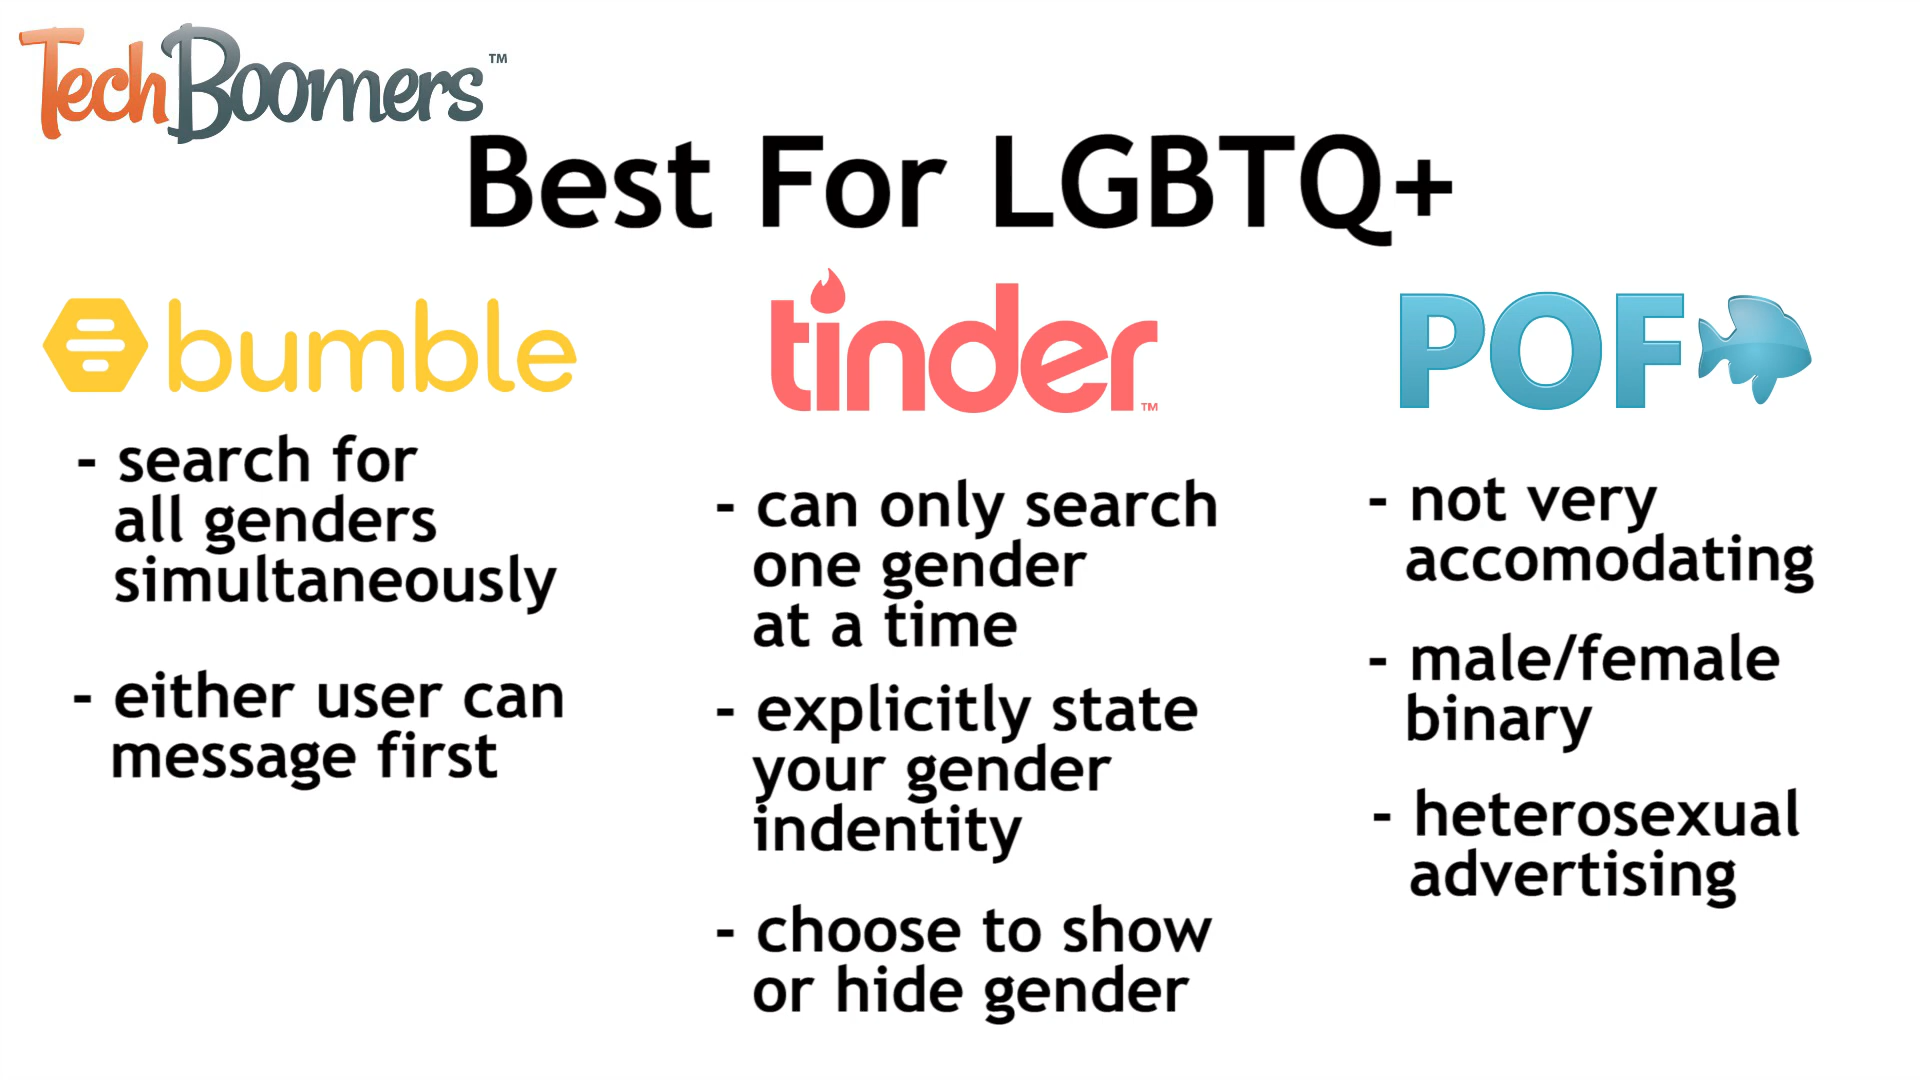 TechBoomers™
Best For LGBTQ+
bumble
- search for
all genders
simultaneously
- either user can
message first
tinder™
- can only search
one gender
at a time
- explicitly state
your gender
indentity
- choose to show
or hide gender
POF
- not very
accomodating
- male/female
binary
- heterosexual
advertising